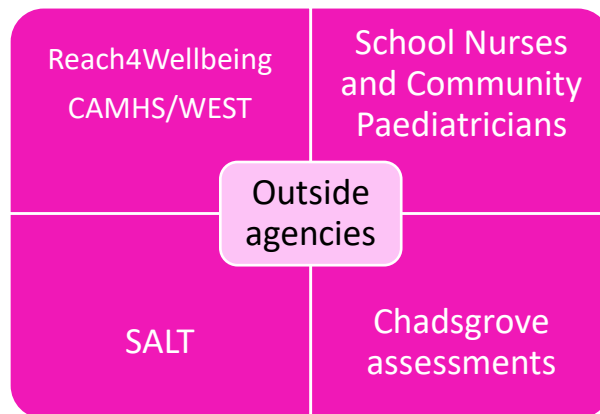 Reach4Wellbeing
CAMHS/WEST
School Nurses
and Community
Paediatricians
Outside
agencies
SALT
Chadsgrove
assessments